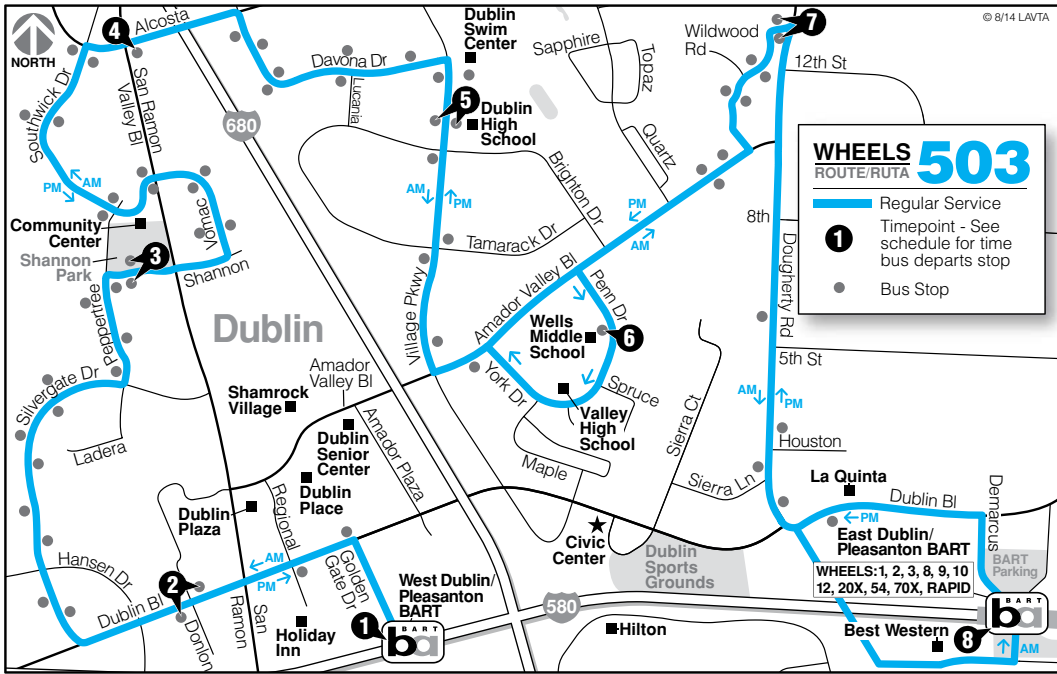 © 8/14 LAVTA
NORTH
4
Alcosta
Dublin
Swim
Center
Sapphire
Topaz
Wildwood
Rd
7
12th St
Southwick Dr
San Ramon
Valley Bl
680
Davona Dr
Lucania
5
Dublin
High
School
Quartz
Brighton Dr
WHEELS
ROUTE/RUTA
503
Regular Service
1
Timepoint - See
schedule for time
bus departs stop
Bus Stop
PM
AM
AM
PM
PM
AM
8th
Dougherty Rd
Community
Center
Shannon
Park
3
Vomac
Shannon
Tamarack Dr
Village Pkwy
Amador Valley Bl
Penn Dr
Peppertree
Dublin
Wells
Middle
School
6
5th St
Silvergate Dr
Amador
Valley Bl
Shamrock
Village
York Dr
Spruce
Valley
High
School
Sierra Ct
AM
PM
Ladera
Dublin
Senior
Center
Amador Plaza
Maple
Houston
Dublin
Place
Regional
Dublin
Plaza
Sierra Ln
La Quinta
Dublin Bl
Demarcus
PM
Hansen Dr
2
AM
PM
Golden
Gate Dr
Civic
Center
Dublin
Sports
Grounds
East Dublin/
Pleasanton BART
BART
Parking
WHEELS:1, 2, 3, 8, 9, 10
12, 20X, 54, 70X, RAPID
Dublin Bl
Donlon
San
Ramon
Holiday
Inn
West Dublin/
Pleasanton
BART
1
BART
ba
580
Hilton
Best Western
8
BART
ba
AM